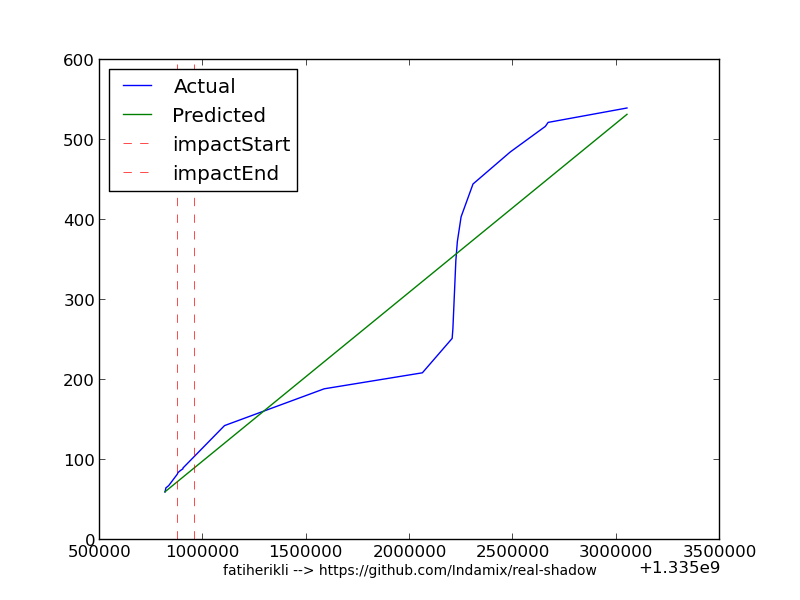 600
500
400
300
200
100
0
Actual
Predicted
impactStart
impactEnd
500000 1000000 1500000 2000000 2500000 3000000 3500000
+1.335e9
fatiherikli --> https://github.com/Indamix/real-shadow